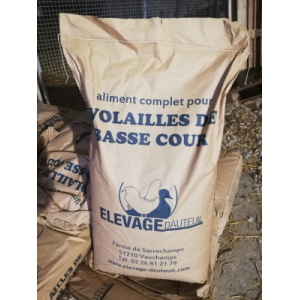 aliment complet pour
VOLAILLES DE
BASSE COUR
ELEVAGE DAUTEUIL
Ferme de Sarrechamps
51210 Vauchamps
Tél. 03 26 81 21 79
www.elevage-dauteuil.com